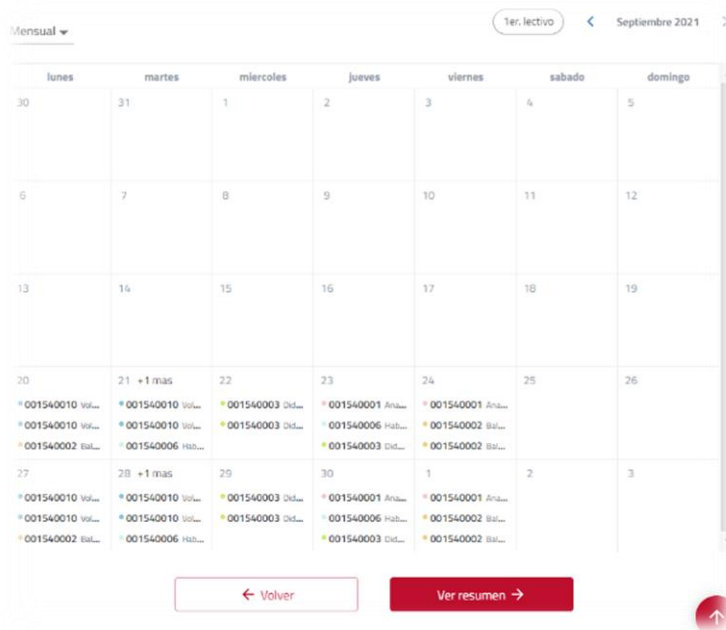 Mensual
1er. lectivo
Septiembre 2021
lunes martes miercoles jueves viernes sabado domingo
30 31 1 2 3 4 5
6 7 8 9 10 11 12
13 14 15 16 17 18 19
20 21 +1 mas 22 23 24 25 26
001540010 Vol... 001540010 Vol... 001540003 Did... 001540001 Ana... 001540001 Ana...
001540010 Vol... 001540010 Vol... 001540003 Did... 001540006 Hab... 001540002 Bal...
001540002 Bal... 001540006 Hab... 001540003 Did... 001540002 Bal...
27 28 +1 mas 29 30 1 2 3
001540010 Vol... 001540010 Vol... 001540003 Did... 001540001 Ana... 001540001 Ana...
001540010 Vol... 001540010 Vol... 001540003 Did... 001540006 Hab... 001540002 Bal...
001540002 Bal... 001540006 Hab... 001540003 Did... 001540002 Bal...
← Volver
Ver resumen →